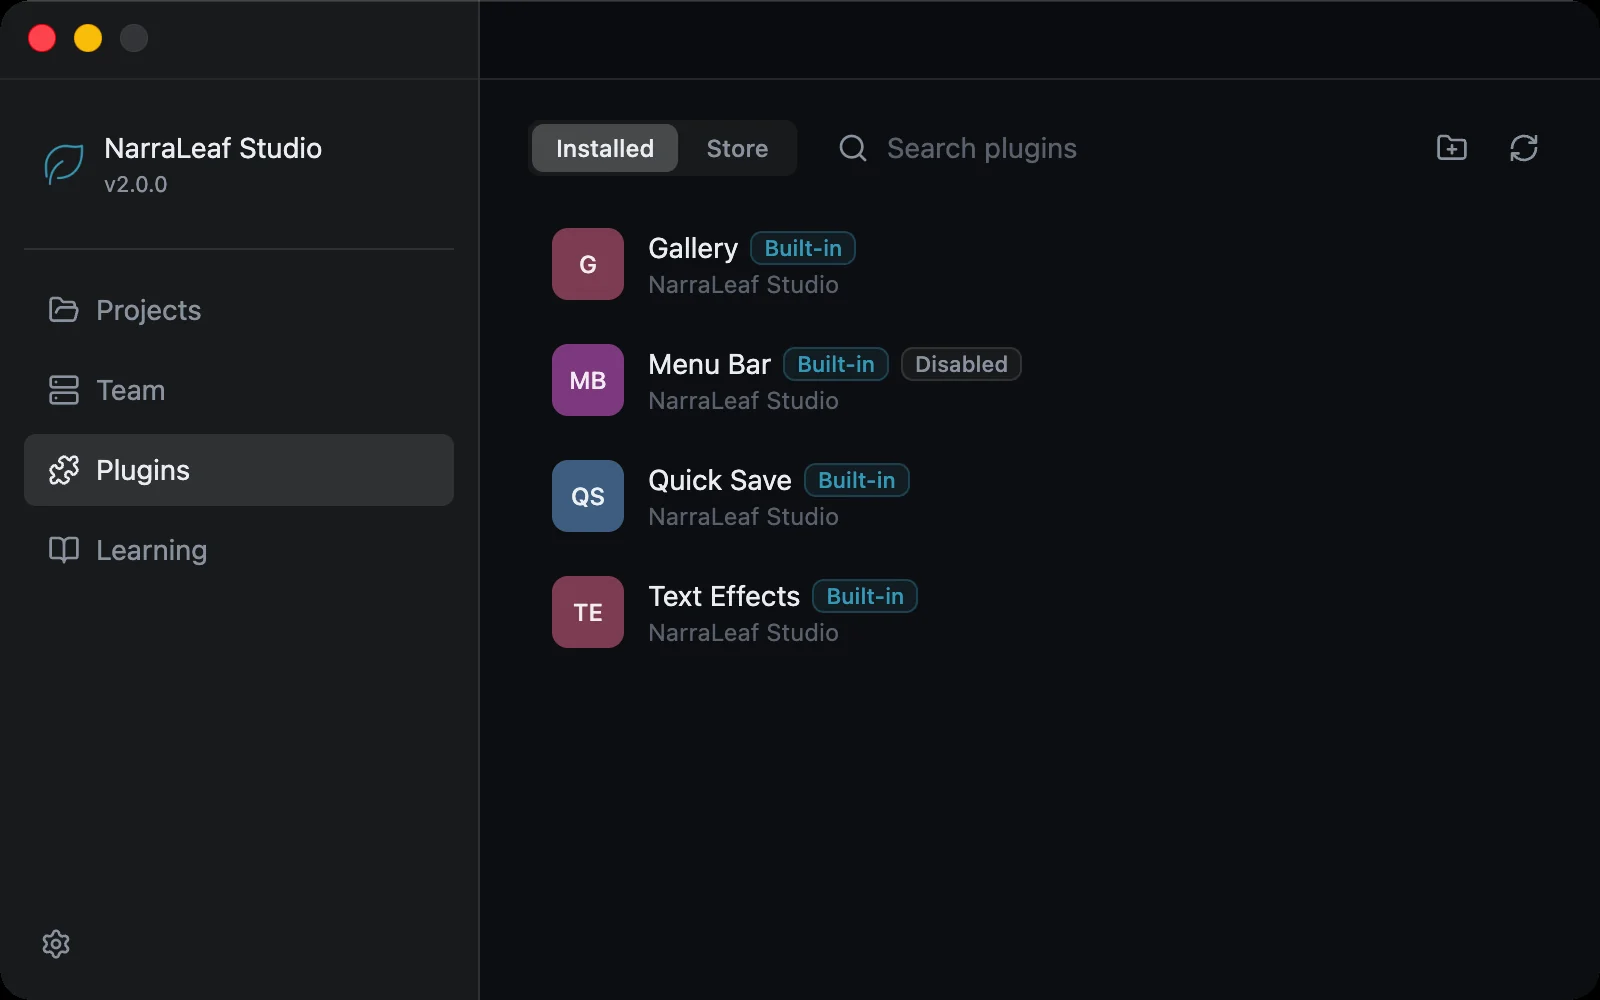 NarraLeaf Studio
v2.0.0
Projects
Team
Plugins
Learning
Installed Store Search plugins
G Gallery Built-in
NarraLeaf Studio
MB Menu Bar Built-in Disabled
NarraLeaf Studio
QS Quick Save Built-in
NarraLeaf Studio
TE Text Effects Built-in
NarraLeaf Studio